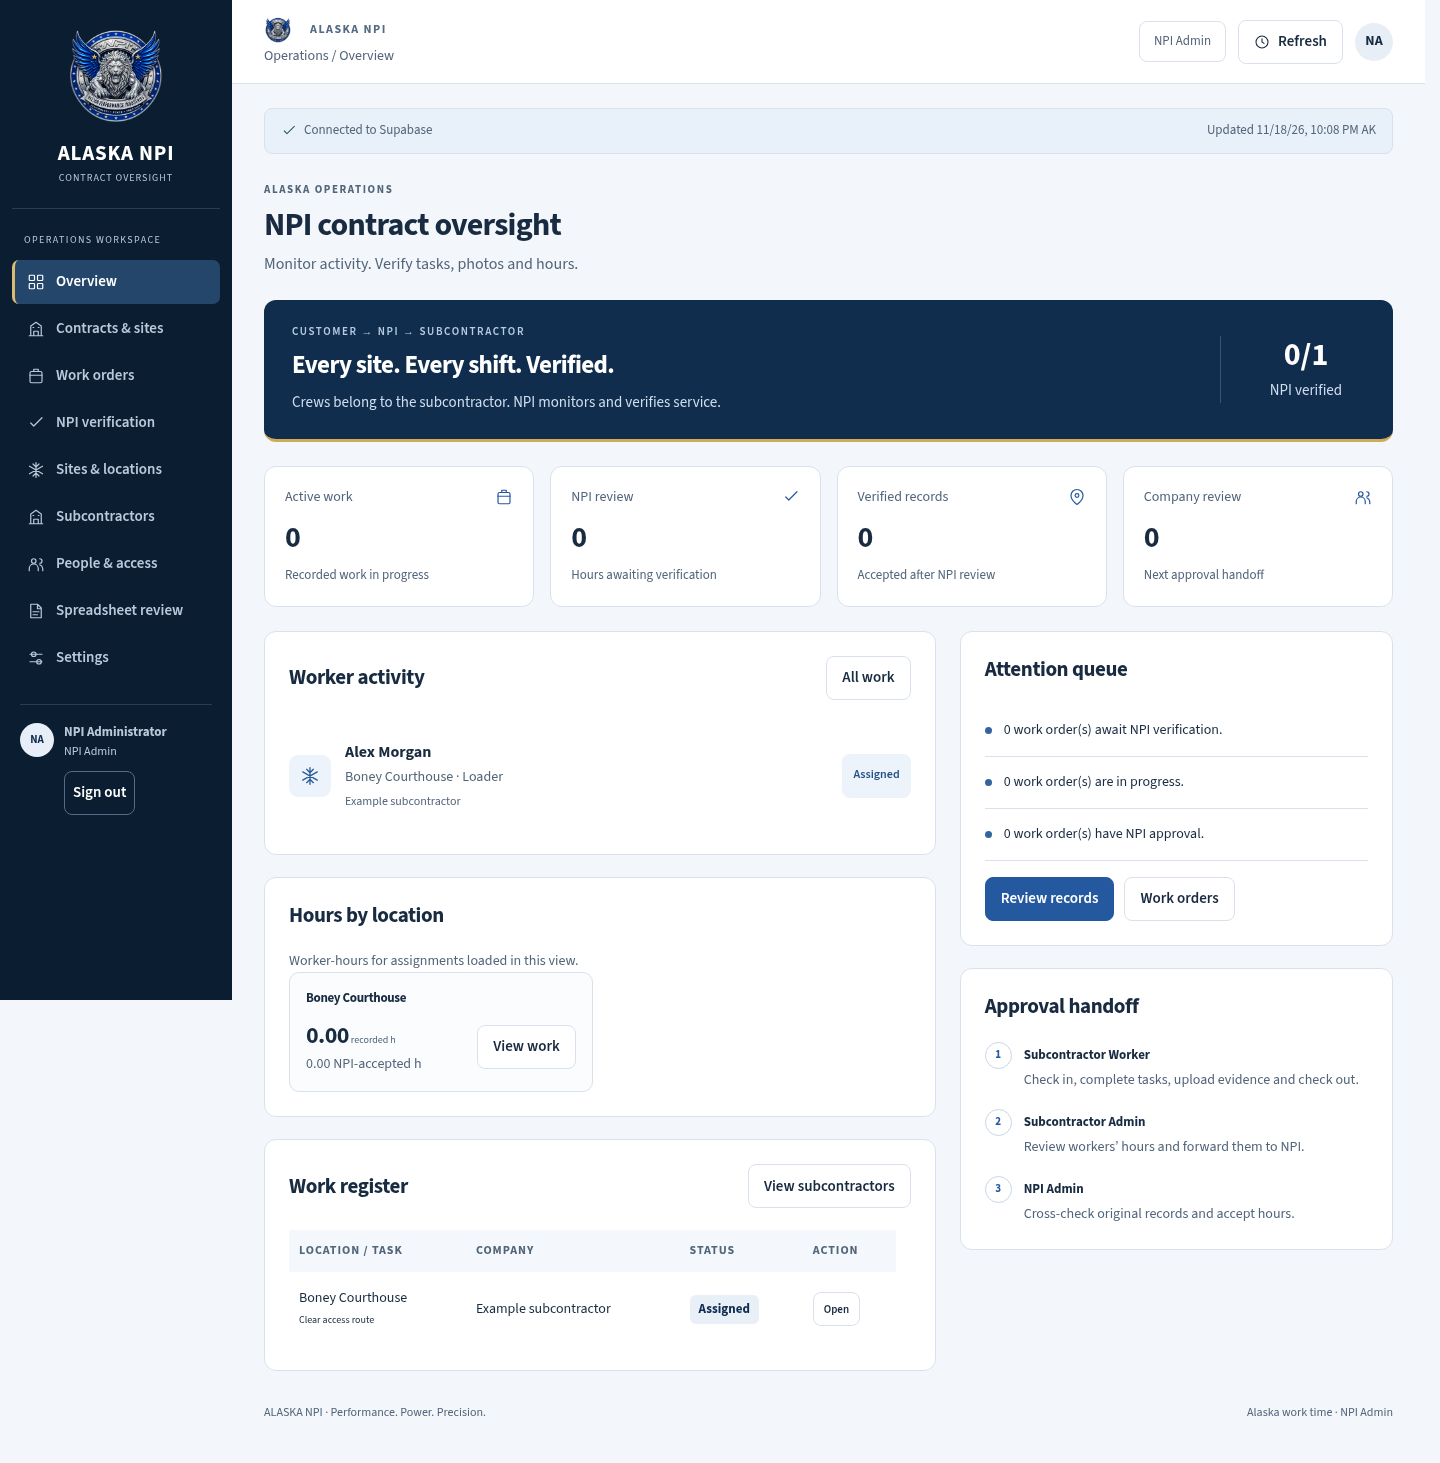 ALASKA NPI
CONTRACT OVERSIGHT
OPERATIONS WORKSPACE
Overview
Contracts & sites
Work orders
NPI verification
Sites & locations
Subcontractors
People & access
Spreadsheet review
Settings
NA
NPI Administrator
NPI Admin
Sign out
ALASKA NPI
Operations / Overview
NPI Admin
Refresh
NA
Connected to Supabase
Updated 11/18/26, 10:08 PM AK
ALASKA OPERATIONS
NPI contract oversight
Monitor activity. Verify tasks, photos and hours.
CUSTOMER → NPI → SUBCONTRACTOR
Every site. Every shift. Verified.
Crews belong to the subcontractor. NPI monitors and verifies service.
0/1
NPI verified
Active work
0
Recorded work in progress
NPI review
0
Hours awaiting verification
Verified records
0
Accepted after NPI review
Company review
0
Next approval handoff
Worker activity
All work
Alex Morgan
Boney Courthouse · Loader
Example subcontractor
Assigned
Hours by location
Worker-hours for assignments loaded in this view.
Boney Courthouse
0.00 recorded h
0.00 NPI-accepted h
View work
Work register
View subcontractors
LOCATION / TASK COMPANY STATUS ACTION
Boney Courthouse
Clear access route
Example subcontractor
Assigned
Open
Attention queue
0 work order(s) await NPI verification.
0 work order(s) are in progress.
0 work order(s) have NPI approval.
Review records
Work orders
Approval handoff
1
Subcontractor Worker
Check in, complete tasks, upload evidence and check out.
2
Subcontractor Admin
Review workers’ hours and forward them to NPI.
3
NPI Admin
Cross-check original records and accept hours.
ALASKA NPI · Performance. Power. Precision.
Alaska work time · NPI Admin